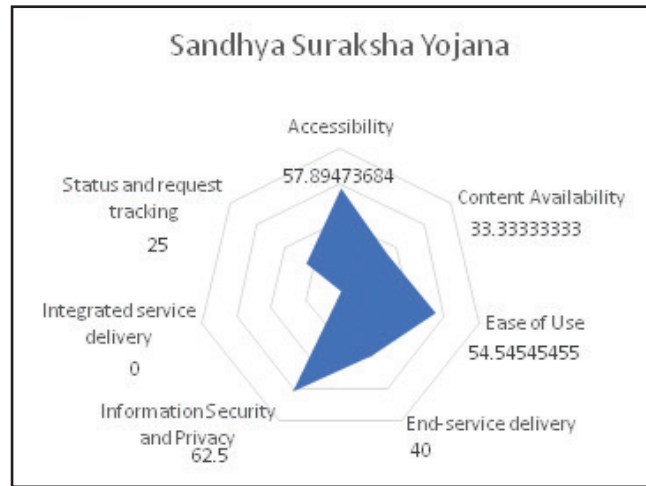 Sandhya Suraksha Yojana
Accessibility
57.89473684
Content Availability
33.33333333
Ease of Use
54.54545455
End-service delivery
40
Information Security
and Privacy
62.5
Integrated service
delivery
0
Status and request
tracking
25